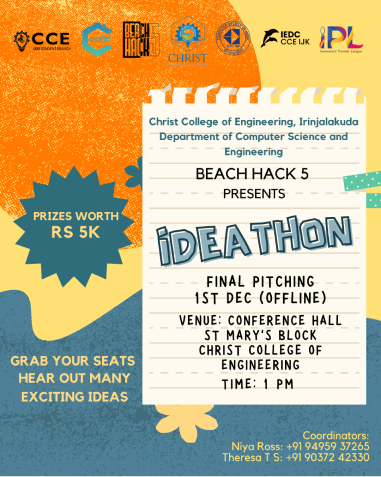 CCE
BEACH HACK 5
CHRIST
IEDC
CCE IJK
IPL
Christ College of Engineering, Irinjalakuda
Department of Computer Science and
Engineering
BEACH HACK 5
PRESENTS
iDEATHON
PRIZES WORTH
RS 5K
FINAL PITCHING
1ST DEC (OFFLINE)
VENUE: CONFERENCE HALL
ST MARY'S BLOCK
CHRIST COLLEGE OF
ENGINEERING
TIME: 1 PM
GRAB YOUR SEATS
HEAR OUT MANY
EXCITING IDEAS
Coordinators:
Niya Ross: +91 94959 37265
Theresa T S: +91 90372 42330